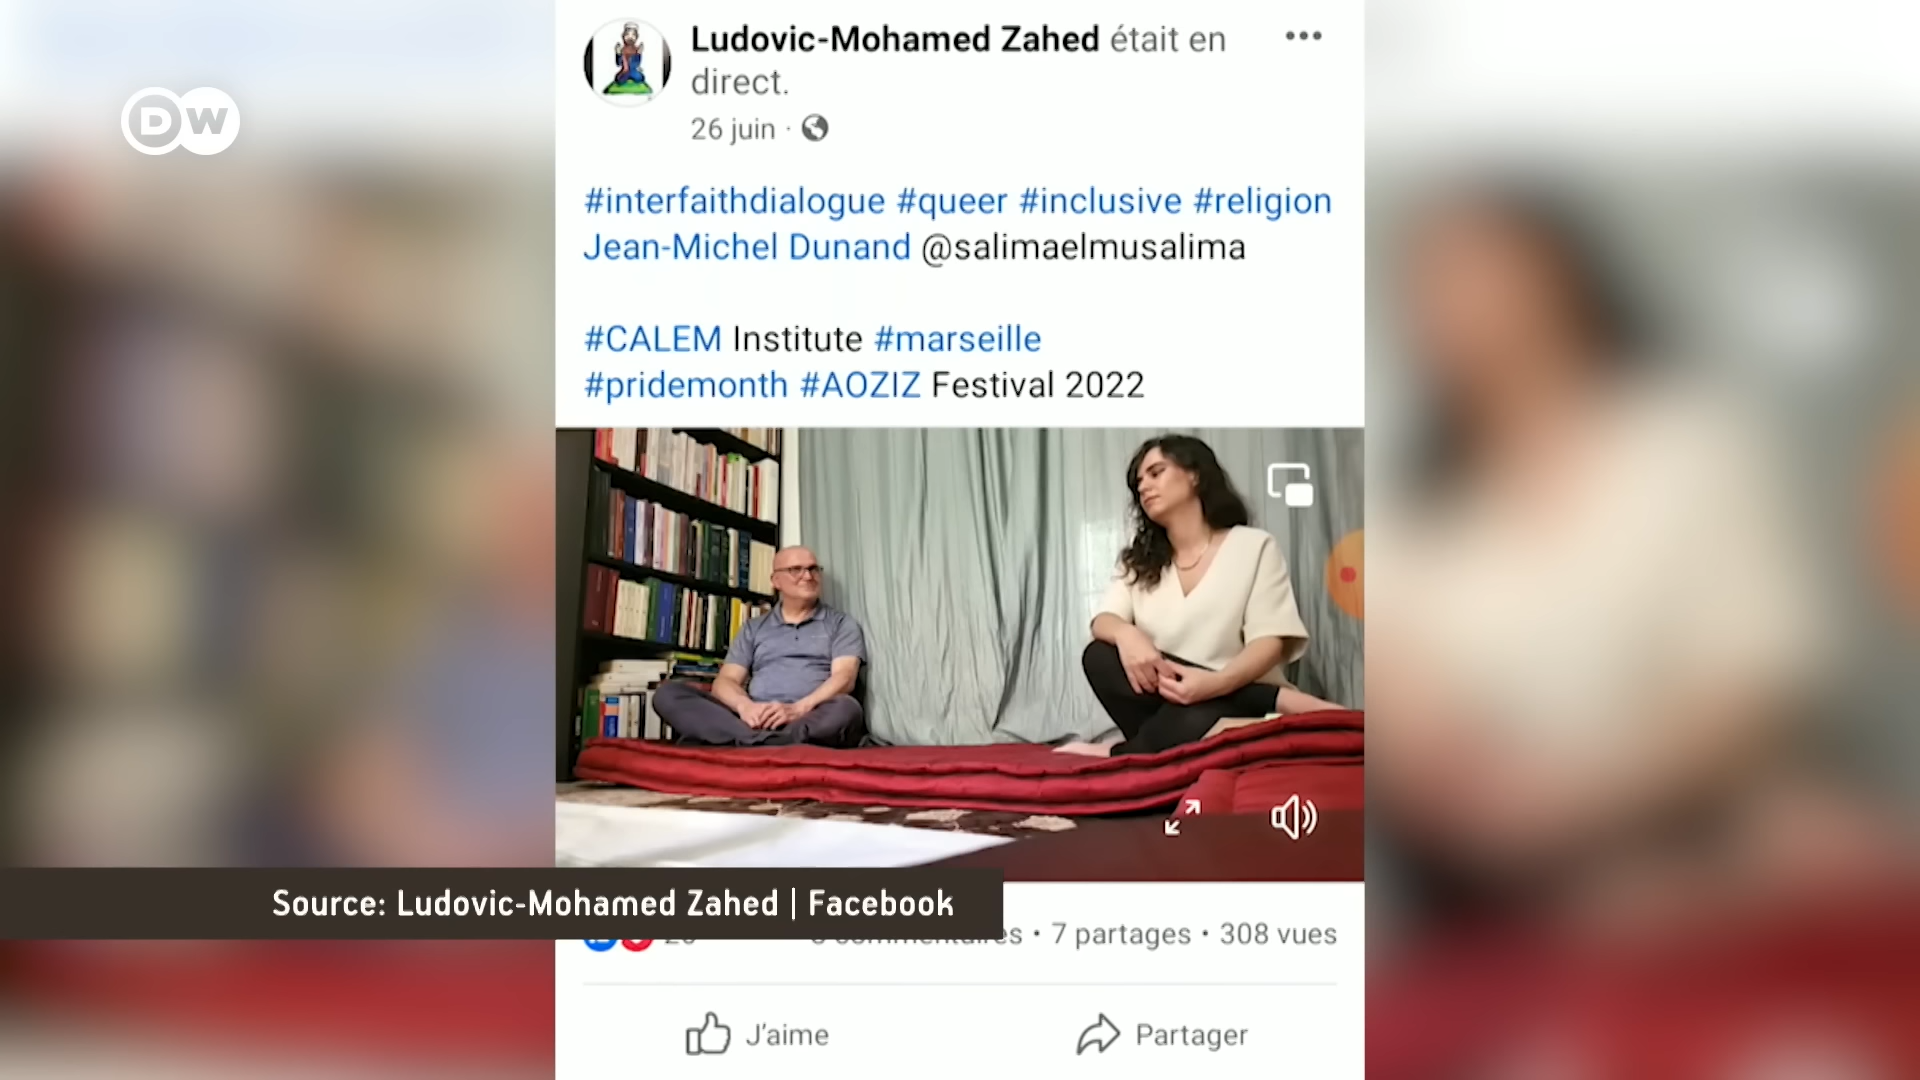 DW
Ludovic-Mohamed Zahed était en
direct.
26 juin ·
#interfaithdialogue #queer #inclusive #religion
Jean-Michel Dunand @salimaelmusalima
#CALEM Institute #marseille
#pridemonth #AOZIZ Festival 2022
Source: Ludovic-Mohamed Zahed | Facebook
7 partages • 308 vues
J'aime
Partager